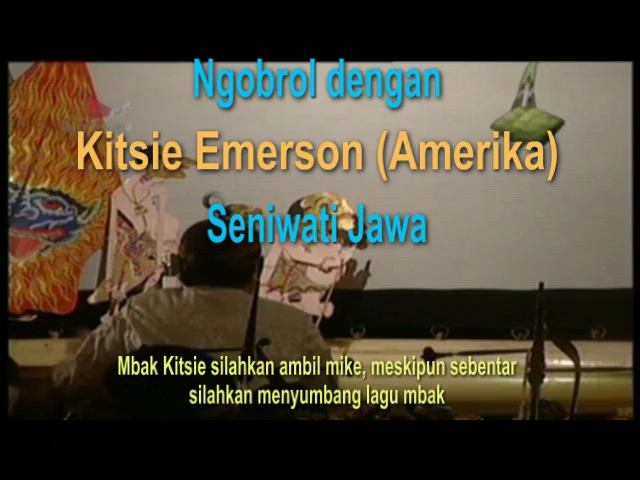 Ngobrol dengan
Kitsie Emerson (Amerika)
Seniwati Jawa
Mbak Kitsie silahkan ambil mike, meskipun sebentar
silahkan menyumbang lagu mbak